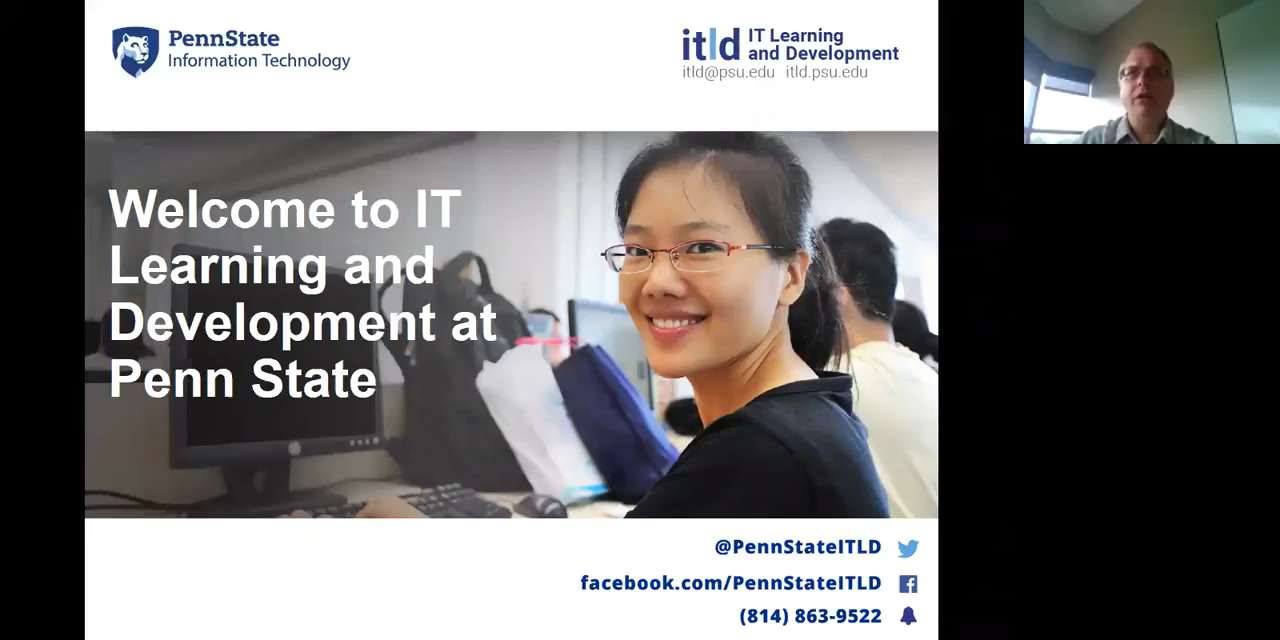 PennState
Information Technology
itld IT Learning
and Development
itld@psu.edu itld.psu.edu
Welcome to IT
Learning and
Development at
Penn State
@PennStateITLD
facebook.com/PennStateITLD
(814) 863-9522